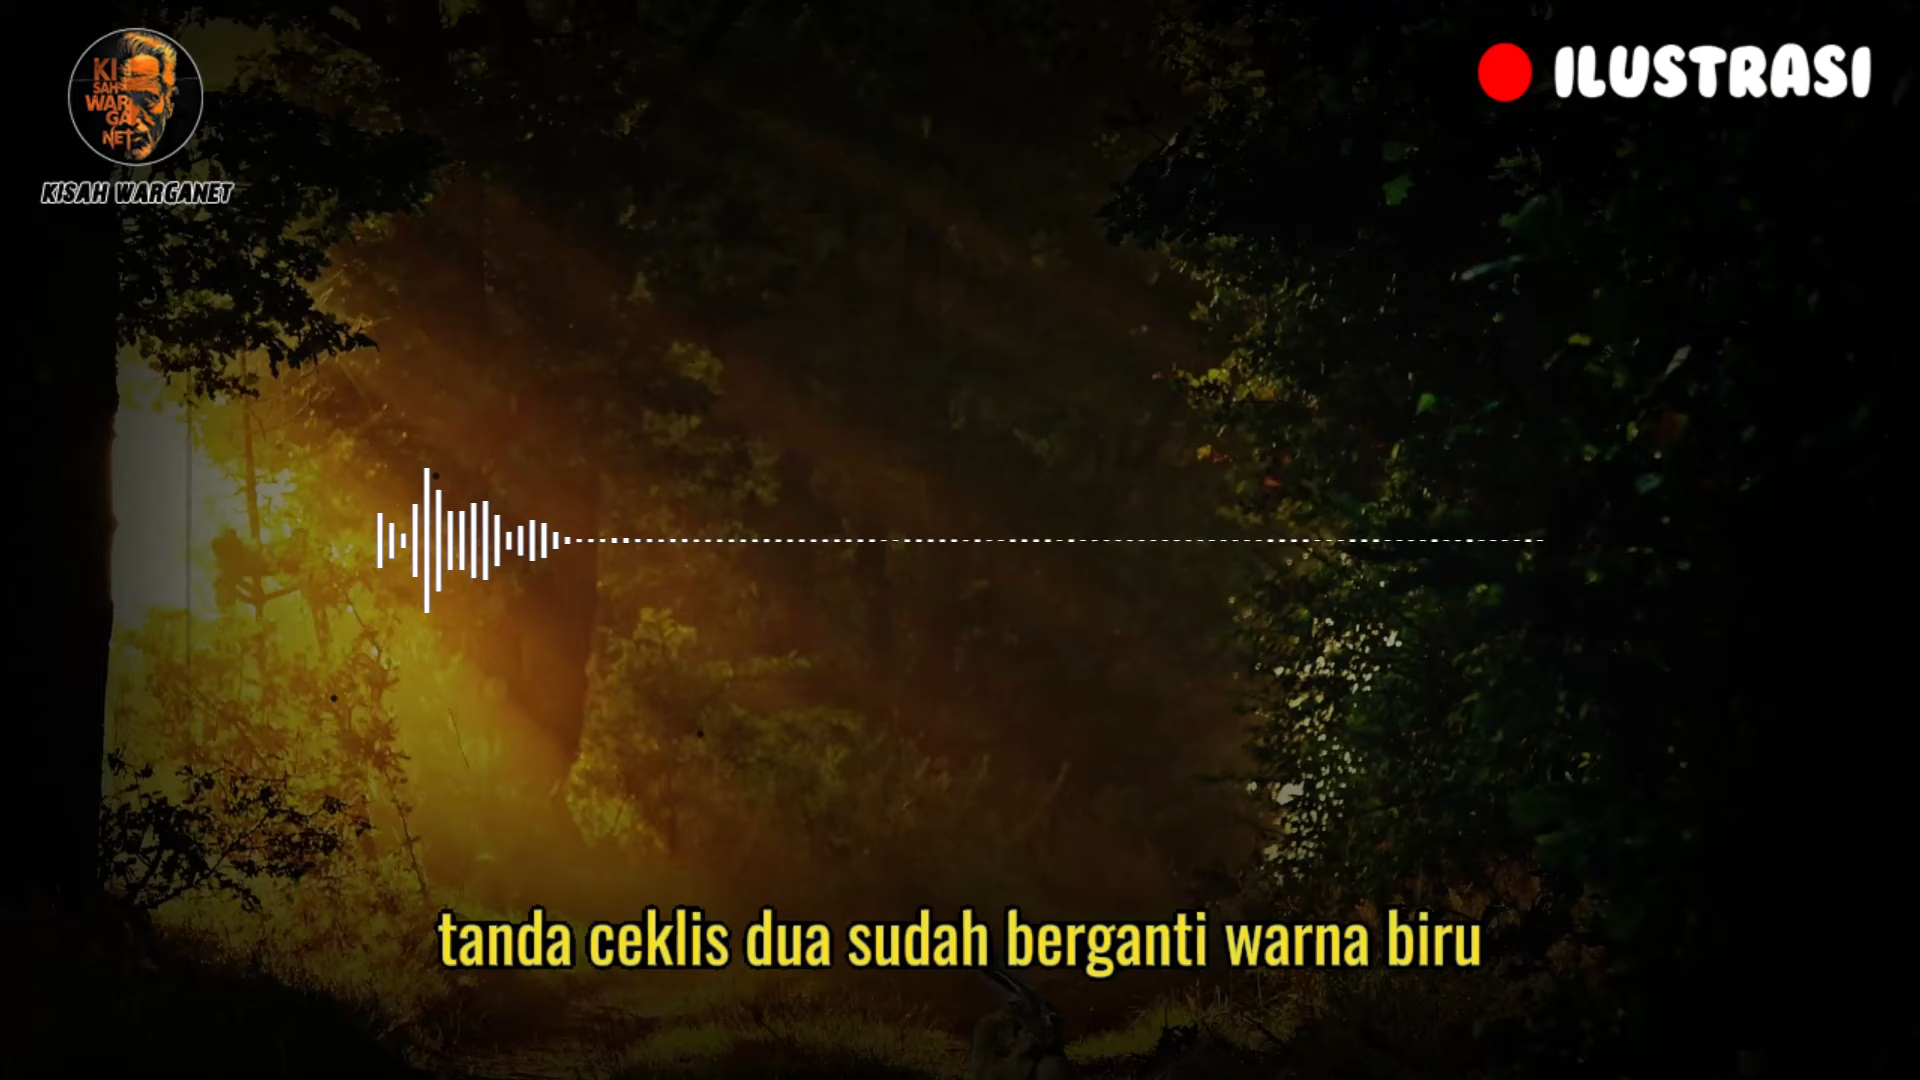 KI
SAH
WAR
GA
NET
KISAH WARGANET
ILUSTRASI
tanda ceklis dua sudah berganti warna biru